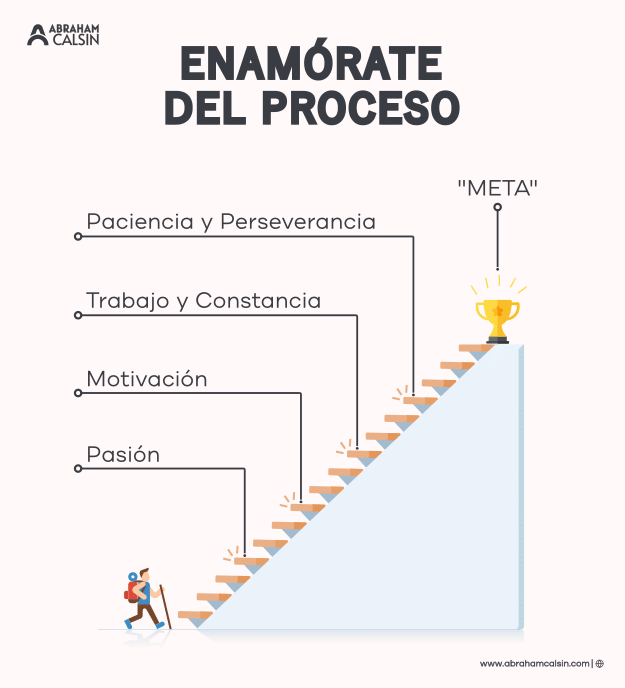 ABRAHAM
CALSIN
ENAMÓRATE
DEL PROCESO
"META"
Paciencia y Perseverancia
Trabajo y Constancia
Motivación
Pasión
www.abrahamcalsin.com |